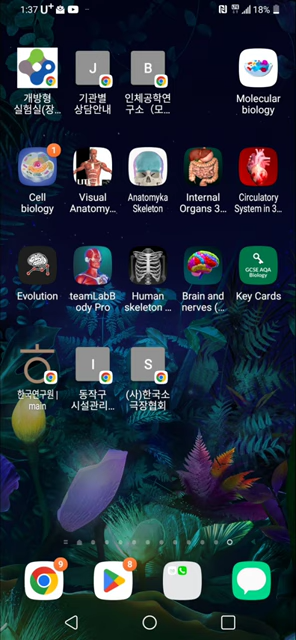 1:37 U+ 18%
개방형
실험실(장...
J
기관별
상담안내
B
인체공학연
구소 (모...
Molecular
biology
1
Cell
biology
Visual
Anatomy...
Anatomyka
Skeleton
Internal
Organs 3...
Circulatory
System in 3...
Evolution
teamLabB
ody Pro
Human
skeleton ...
Brain and
nerves (...
GCSE AQA
Biology
Key Cards
한국연구원 |
main
I
동작구
시설관리...
S
(사)한국소
극장협회
9
8